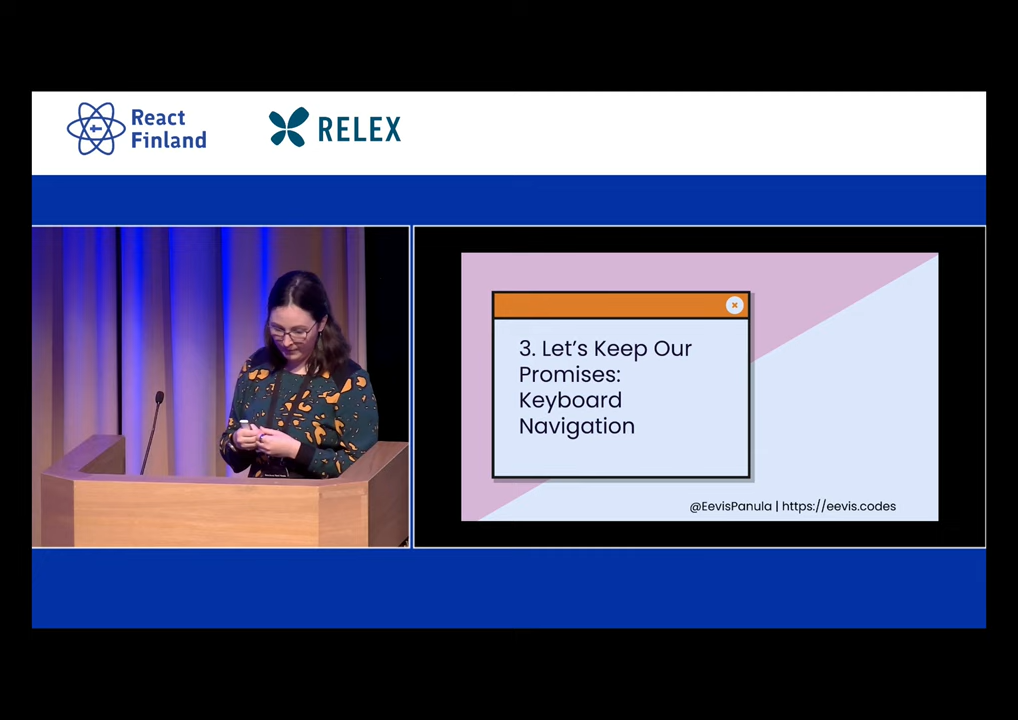 React
Finland
RELEX
3. Let's Keep Our
Promises:
Keyboard
Navigation
@EevisPanula | https://eevis.codes